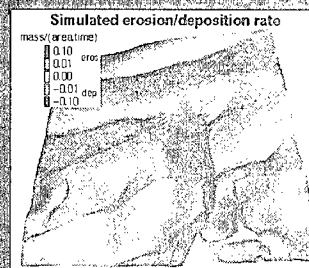 Simulated erosion/deposition rate
mass/(area.time)
0.10 eros
0.01
0.00
-0.01 dep
-0.10